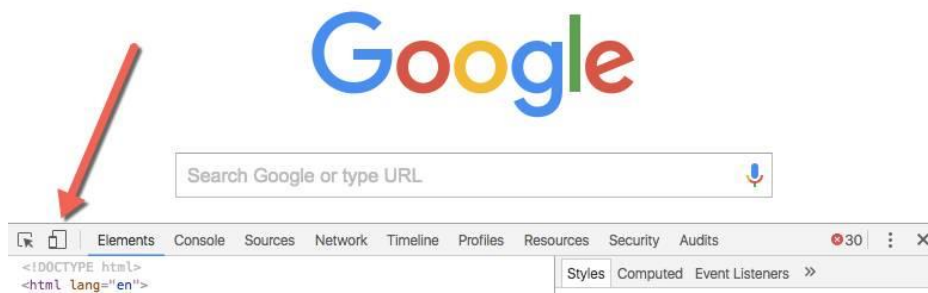 Google
Search Google or type URL
Elements Console Sources Network Timeline Profiles Resources Security Audits 30
<!DOCTYPE html>
<html lang="en">
Styles Computed Event Listeners »